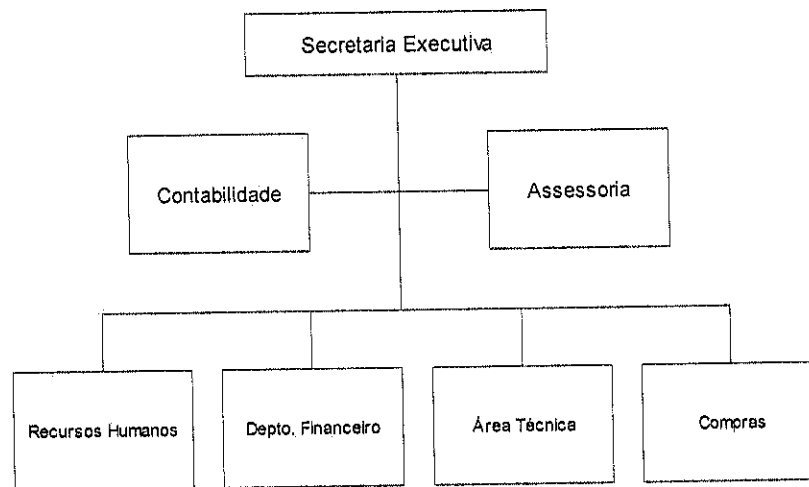 Secretaria Executiva
Contabilidade
Assessoria
Recursos Humanos
Depto. Financeiro
Área Técnica
Compras